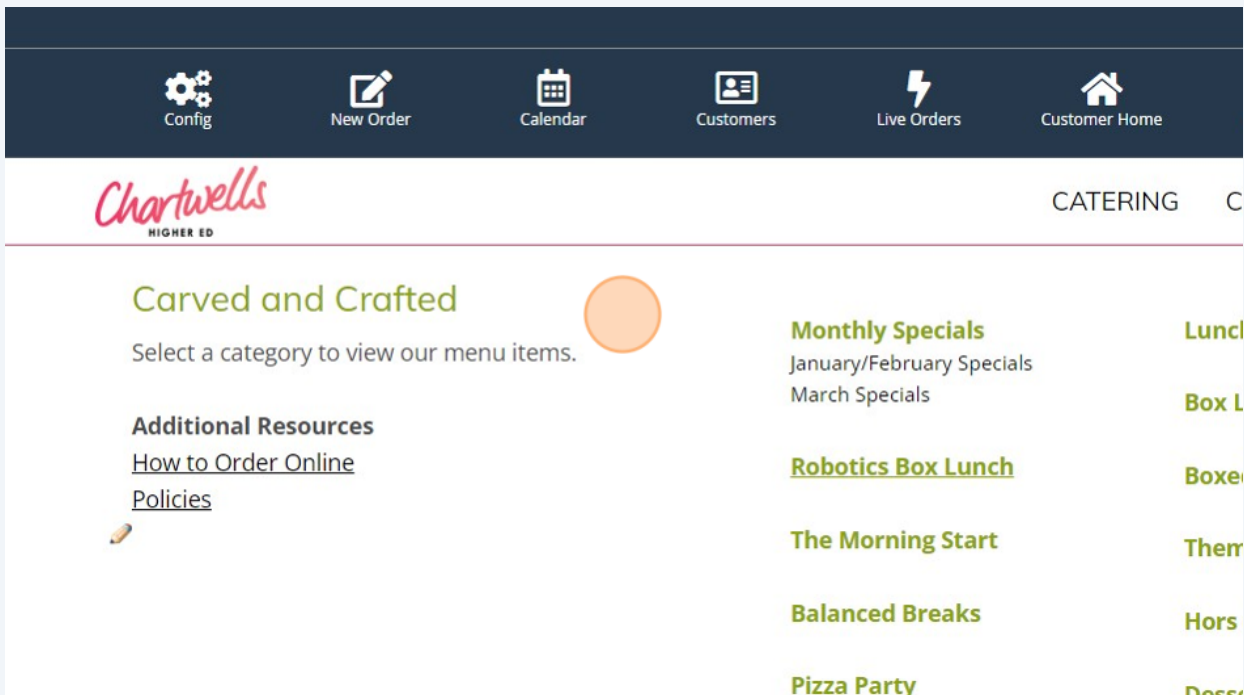 Config New Order Calendar Customers Live Orders Customer Home
Chartwells
HIGHER ED
CATERING
Carved and Crafted
Select a category to view our menu items.
Additional Resources
How to Order Online
Policies
Monthly Specials
January/February Specials
March Specials
Robotics Box Lunch
The Morning Start
Balanced Breaks
Pizza Party
Box
Hors